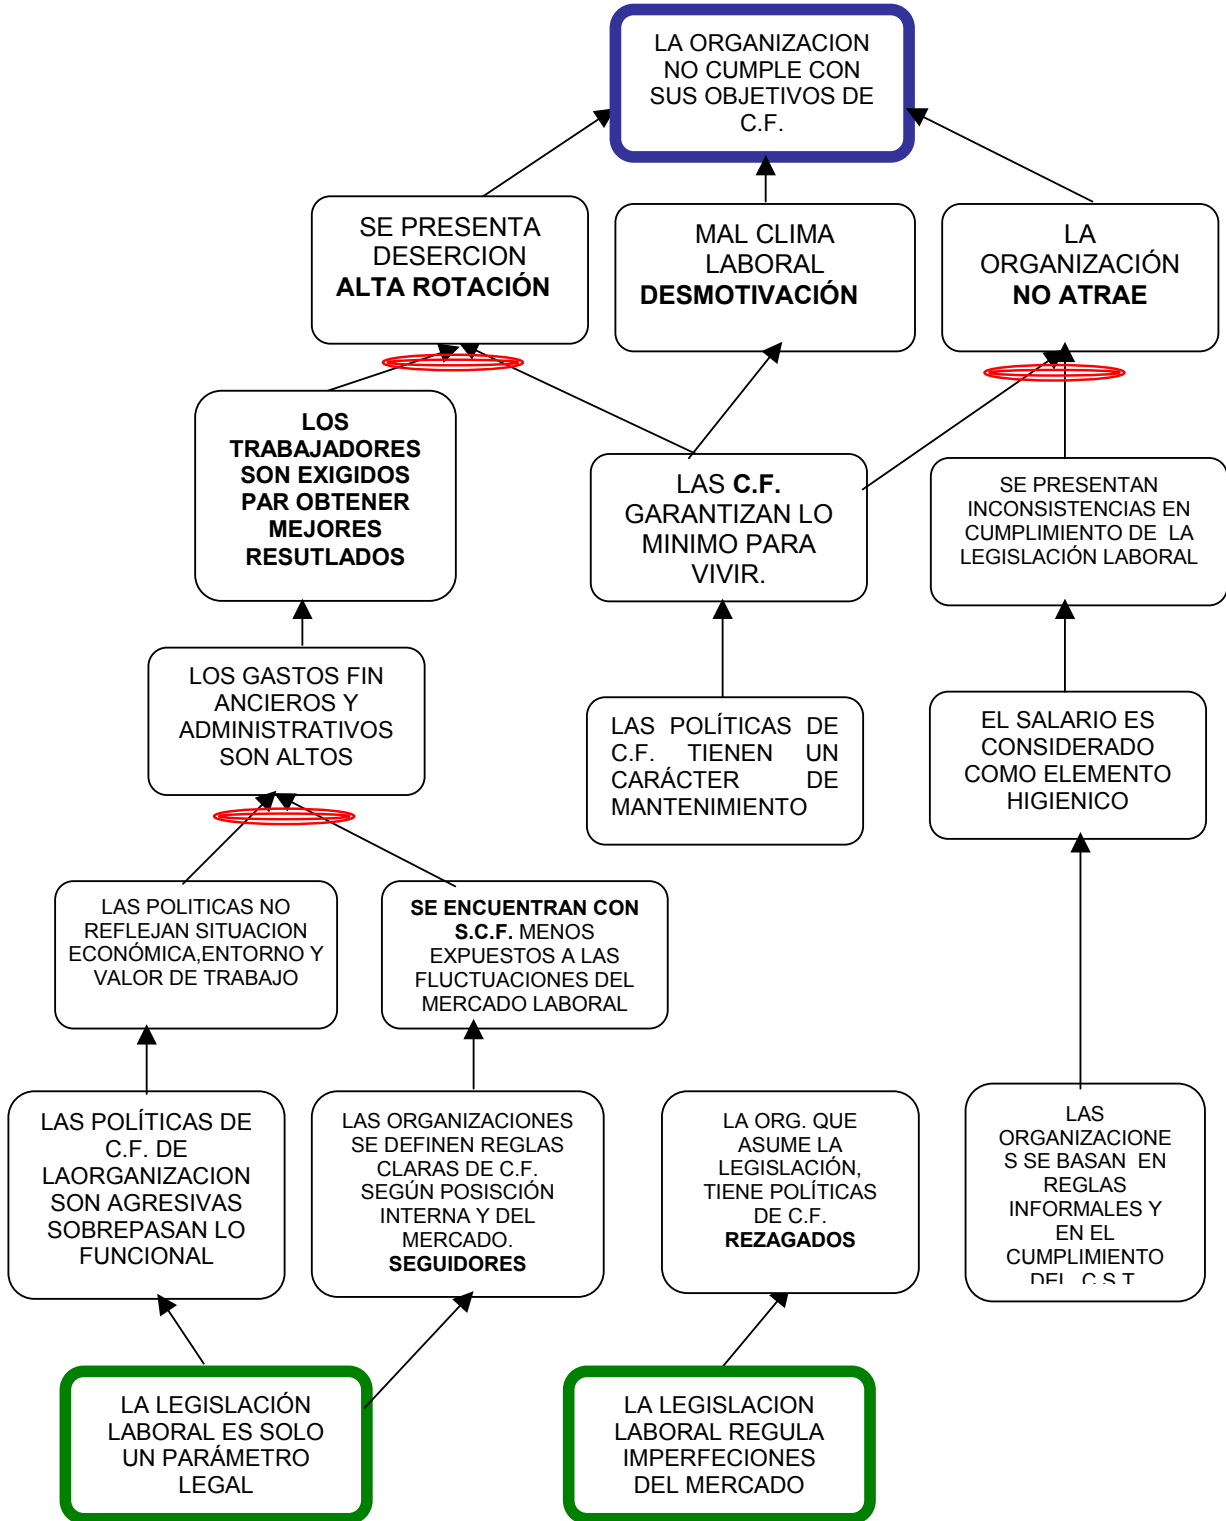 LA ORGANIZACION
NO CUMPLE CON
SUS OBJETIVOS DE
C.F.
SE PRESENTA
DESERCION
ALTA ROTACIÓN
MAL CLIMA
LABORAL
DESMOTIVACIÓN
LA
ORGANIZACIÓN
NO ATRAE
LOS
TRABAJADORES
SON EXIGIDOS
PAR OBTENER
MEJORES
RESUTLADOS
LAS C.F.
GARANTIZAN LO
MINIMO PARA
VIVIR.
SE PRESENTAN
INCONSISTENCIAS EN
CUMPLIMIENTO DE LA
LEGISLACIÓN LABORAL
LOS GASTOS FIN
ANCIEROS Y
ADMINISTRATIVOS
SON ALTOS
LAS POLÍTICAS DE
C.F. TIENEN UN
CARÁCTER DE
MANTENIMIENTO
EL SALARIO ES
CONSIDERADO
COMO ELEMENTO
HIGIENICO
LAS POLITICAS NO
REFLEJAN SITUACION
ECONÓMICA,ENTORNO Y
VALOR DE TRABAJO
SE ENCUENTRAN CON
S.C.F. MENOS
EXPUESTOS A LAS
FLUCTUACIONES DEL
MERCADO LABORAL
LAS POLÍTICAS DE
C.F. DE
LAORGANIZACION
SON AGRESIVAS
SOBREPASAN LO
FUNCIONAL
LAS ORGANIZACIONES
SE DEFINEN REGLAS
CLARAS DE C.F.
SEGÚN POSISCIÓN
INTERNA Y DEL
MERCADO.
SEGUIDORES
LA ORG. QUE
ASUME LA
LEGISLACIÓN,
TIENE POLÍTICAS
DE C.F.
REZAGADOS
LAS
ORGANIZACIONE
S SE BASAN EN
REGLAS
INFORMALES Y
EN EL
CUMPLIMIENTO
DEL C.S.T.
LA LEGISLACIÓN
LABORAL ES SOLO
UN PARÁMETRO
LEGAL
LA LEGISLACION
LABORAL REGULA
IMPERFECIONES
DEL MERCADO